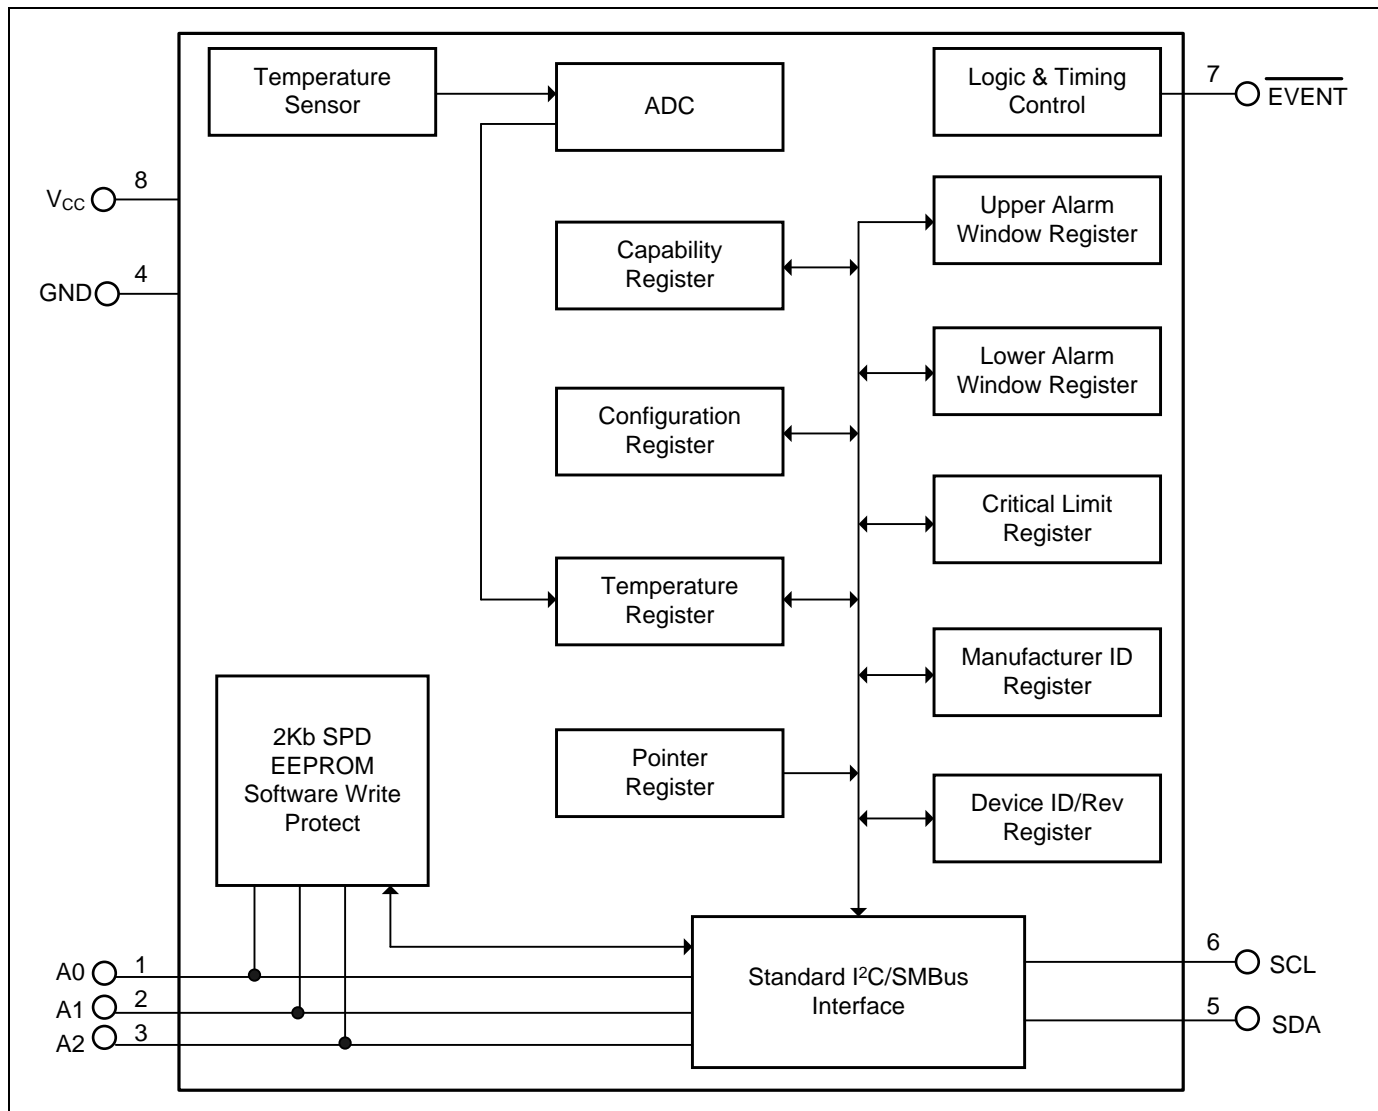 Temperature
Sensor
ADC
Logic & Timing
Control
7
EVENT
8
VCC
Upper Alarm
Window Register
Capability
Register
4
GND
Lower Alarm
Window Register
Configuration
Register
Critical Limit
Register
Temperature
Register
Manufacturer ID
Register
2Kb SPD
EEPROM
Software Write
Protect
Pointer
Register
Device ID/Rev
Register
A0
1
A1
2
A2
3
Standard I²C/SMBus
Interface
6
SCL
5
SDA